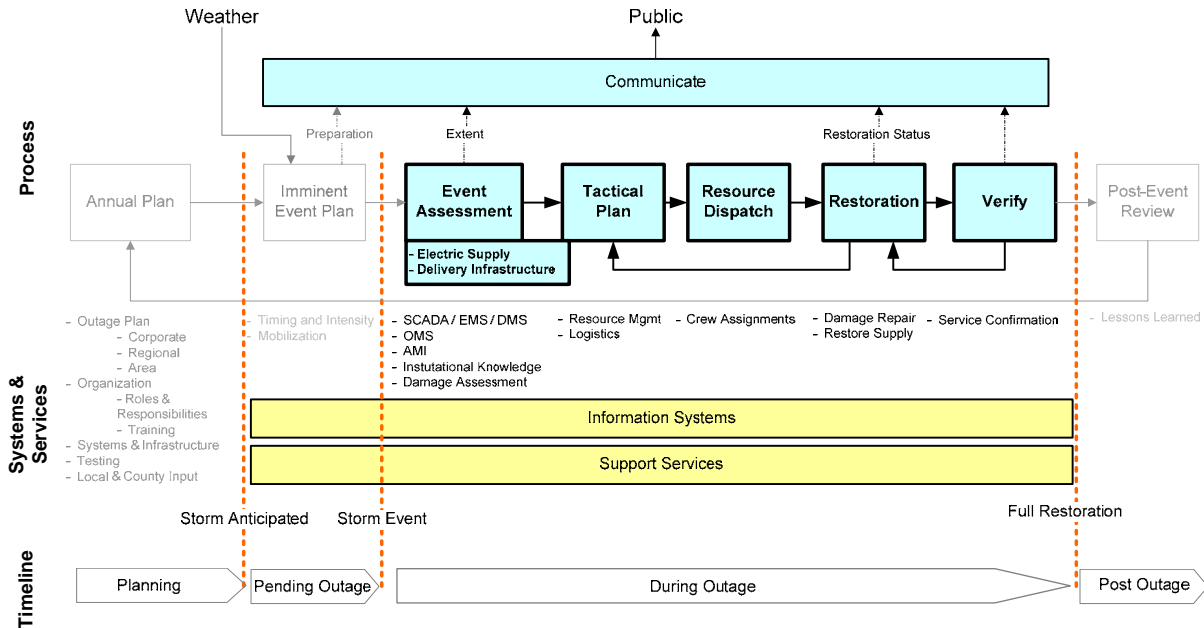 Weather
Public
Communicate
Process
Preparation
Extent
Restoration Status
Annual Plan
Imminent
Event Plan
Event
Assessment
Tactical
Plan
Resource
Dispatch
Restoration
Verify
Post-Event
Review
- Electric Supply
- Delivery Infrastructure
Systems &
Services
- Outage Plan
- Corporate
- Regional
- Area
- Organization
- Roles &
Responsibilities
- Training
- Systems & Infrastructure
- Testing
- Local & County Input
- Timing and Intensity
- Mobilization
- SCADA / EMS / DMS
- OMS
- AMI
- Instutational Knowledge
- Damage Assessment
- Resource Mgmt
- Logistics
- Crew Assignments
- Damage Repair
- Restore Supply
- Service Confirmation
- Lessons Learned
Information Systems
Support Services
Storm Anticipated
Storm Event
Full Restoration
Timeline
Planning
Pending Outage
During Outage
Post Outage